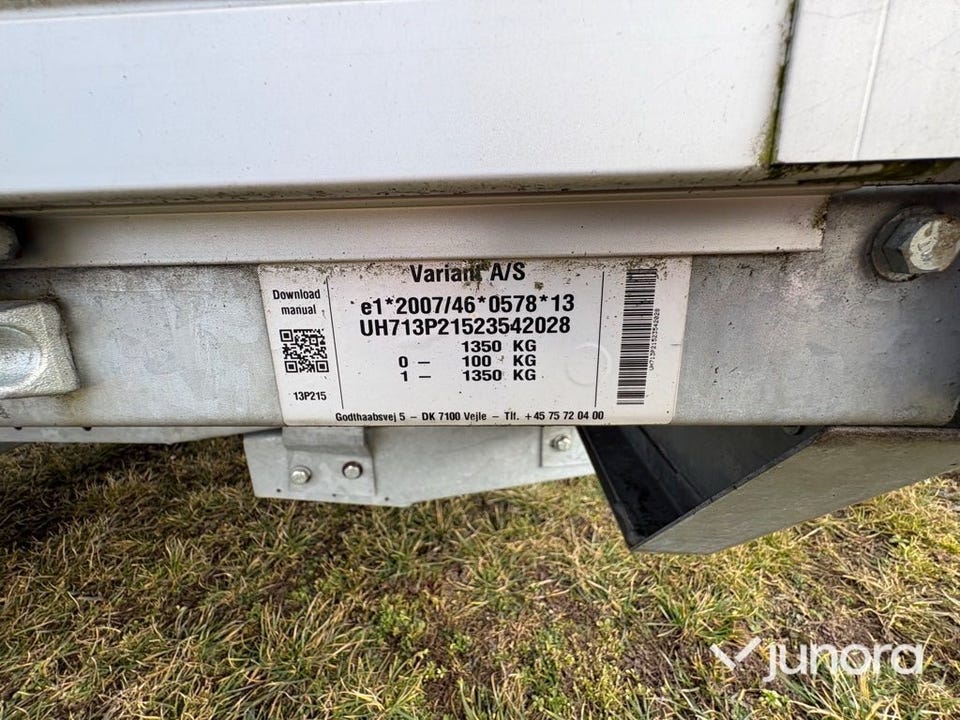 Variant A/S
Download
manual
e1*2007/46*0578*13
UH713P21523542028
1350 KG
0 – 100 KG
1 – 1350 KG
13P215
UH713P21523542028
Godthaabsvej 5 – DK 7100 Vejle – Tlf. +45 75 72 04 00
junora